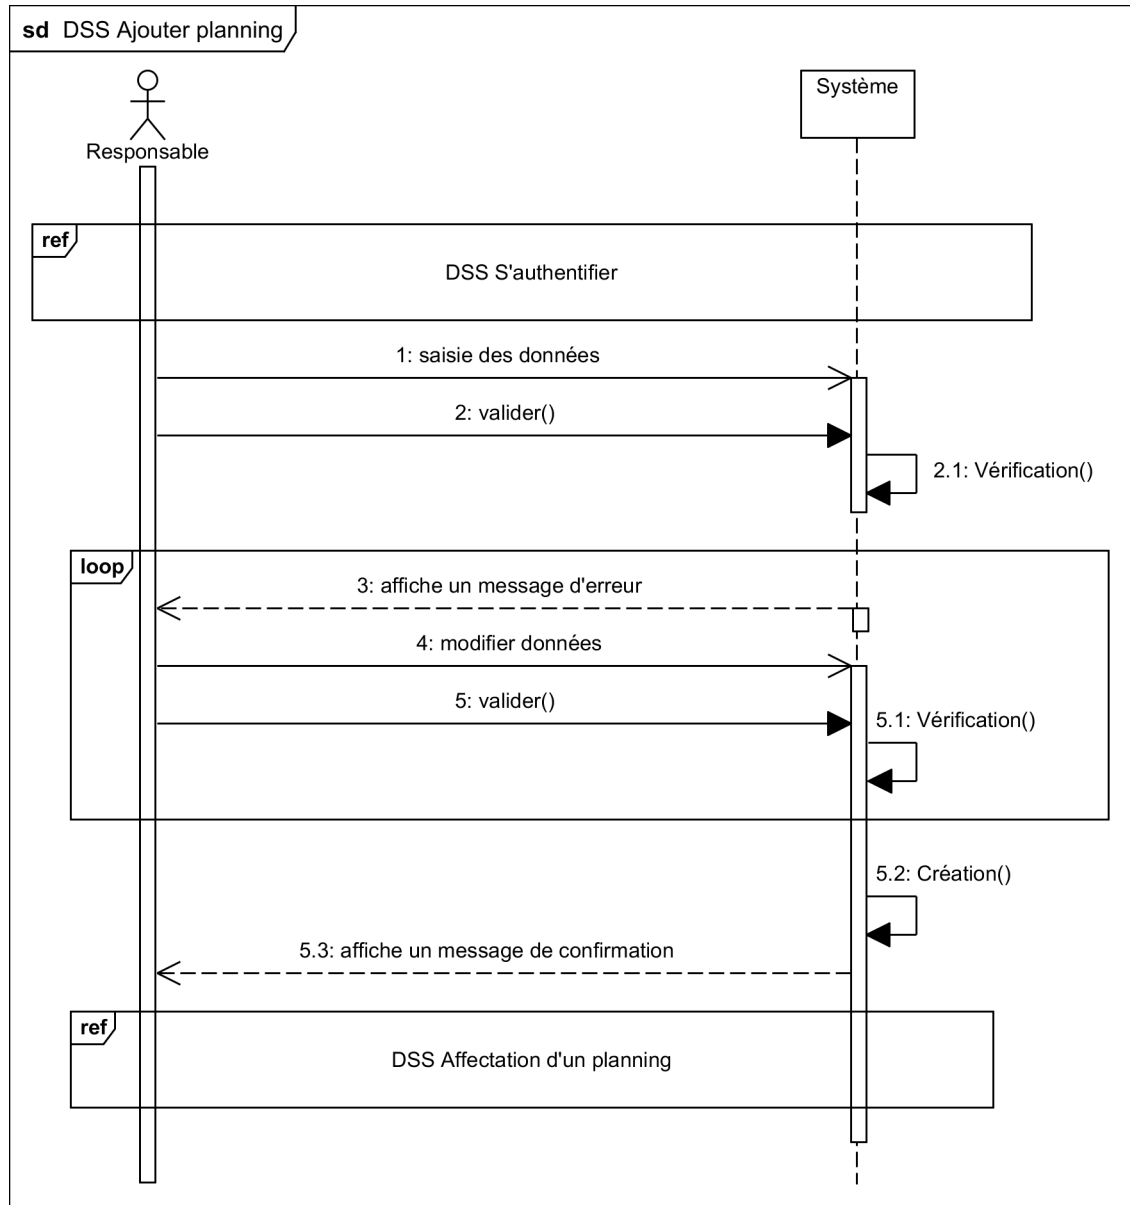 sd DSS Ajouter planning
Système
Responsable
ref
DSS S'authentifier
1: saisie des données
2: valider()
2.1: Vérification()
loop
3: affiche un message d'erreur
4: modifier données
5: valider()
5.1: Vérification()
5.2: Création()
5.3: affiche un message de confirmation
ref
DSS Affectation d'un planning